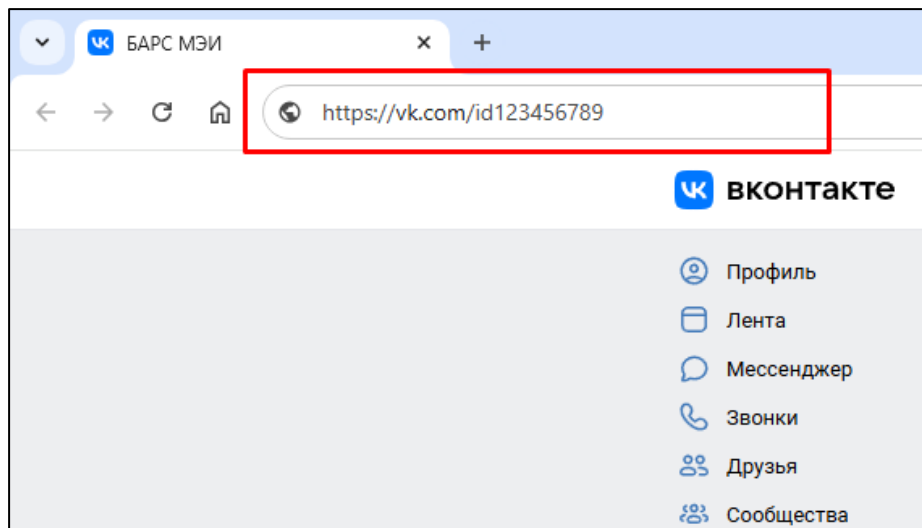 БАРС МЭИ
https://vk.com/id123456789
ВКОНТАКТЕ
Профиль
Лента
Мессенджер
Звонки
Друзья
Сообщества